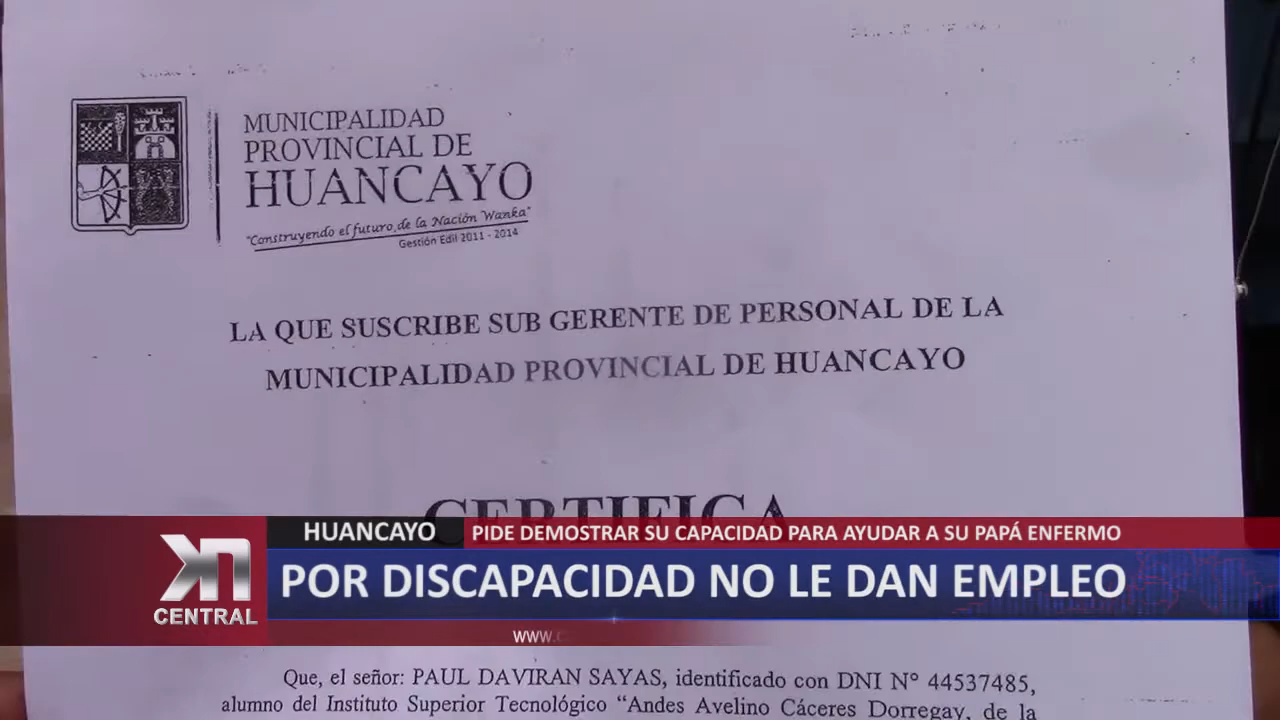 MUNICIPALIDAD
PROVINCIAL DE
HUANCAYO
"Construyendo el futuro de la Nación Wanka"
Gestión Edil 2011 - 2014
LA QUE SUSCRIBE SUB GERENTE DE PERSONAL DE LA
MUNICIPALIDAD PROVINCIAL DE HUANCAYO
CERTIFICA
HUANCAYO PIDE DEMOSTRAR SU CAPACIDAD PARA AYUDAR A SU PAPÁ ENFERMO
POR DISCAPACIDAD NO LE DAN EMPLEO
CENTRAL
WWW.
Que, el señor: PAUL DAVIRAN SAYAS, identificado con DNI N° 44537485,
alumno del Instituto Superior Tecnológico "Andes Avelino Cáceres Dorregay, de la